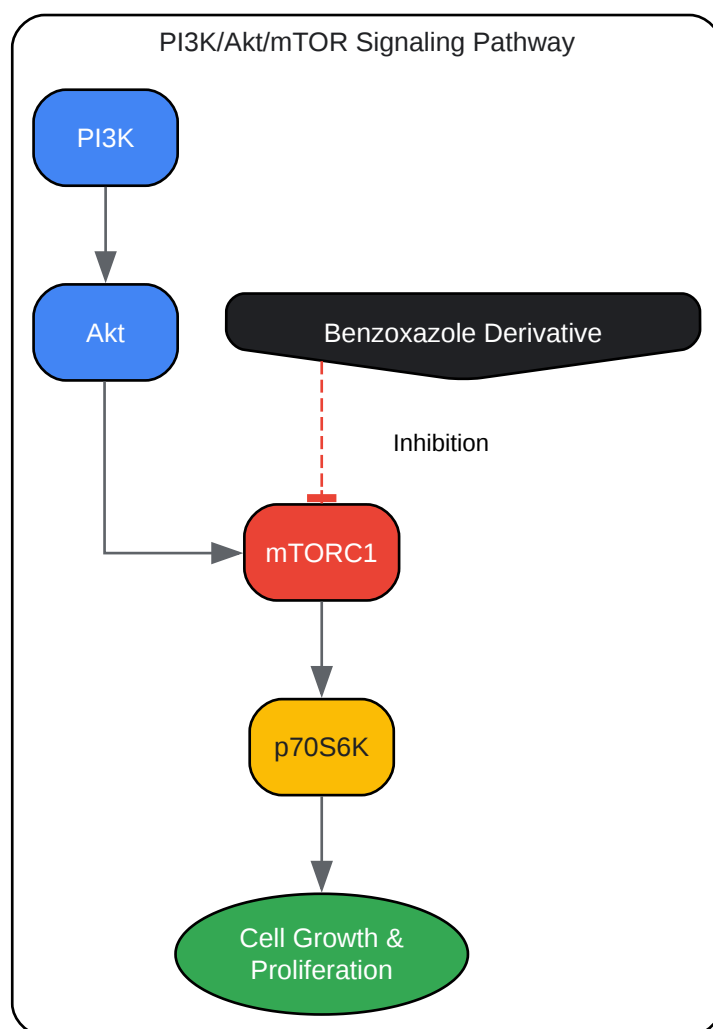 PI3K/Akt/mTOR Signaling Pathway
PI3K
Akt
Benzoxazole Derivative
Inhibition
mTORC1
p70S6K
Cell Growth &
Proliferation